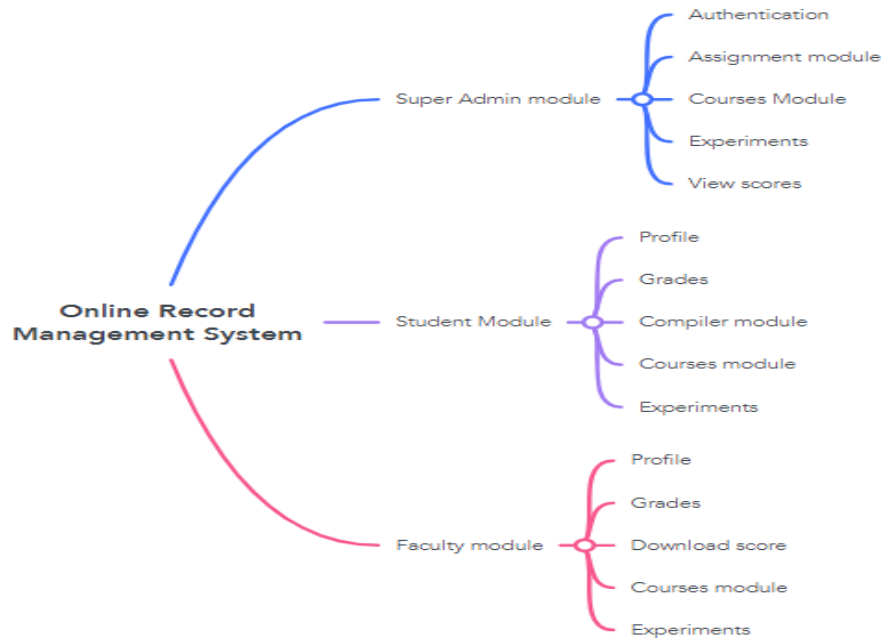 Online Record
Management System
Super Admin module
Authentication
Assignment module
Courses Module
Experiments
View scores
Student Module
Profile
Grades
Compiler module
Courses module
Experiments
Faculty module
Profile
Grades
Download score
Courses module
Experiments